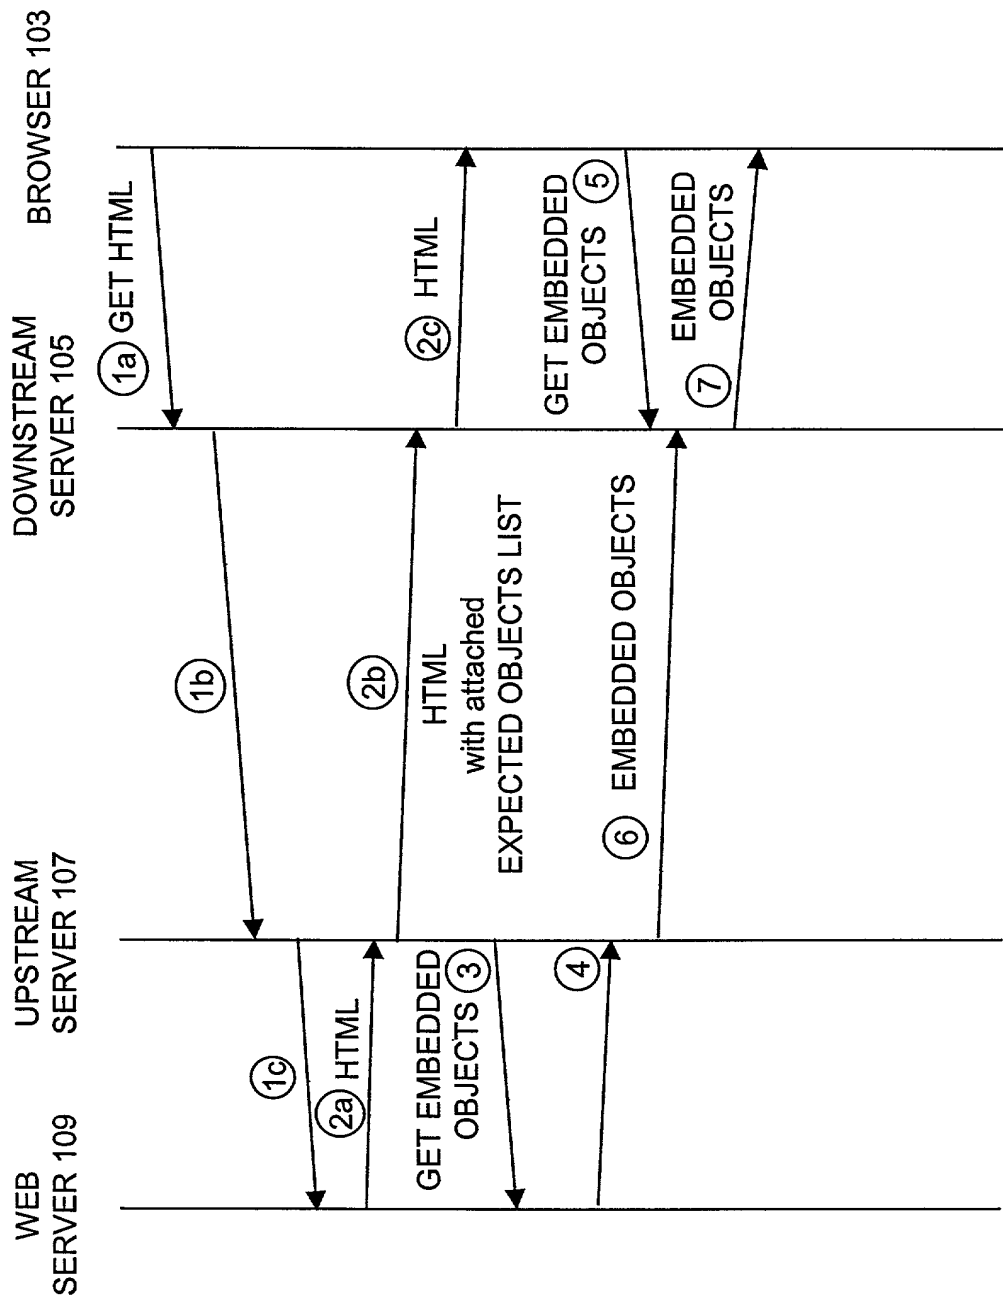 WEB
SERVER 109
UPSTREAM
SERVER 107
DOWNSTREAM
SERVER 105
BROWSER 103
1a GET HTML
1b
1c
2a HTML
2b
HTML
with attached
EXPECTED OBJECTS LIST
2c HTML
GET EMBEDDED
OBJECTS 3
4
GET EMBEDDED
OBJECTS 5
6 EMBEDDED OBJECTS
7
EMBEDDED
OBJECTS